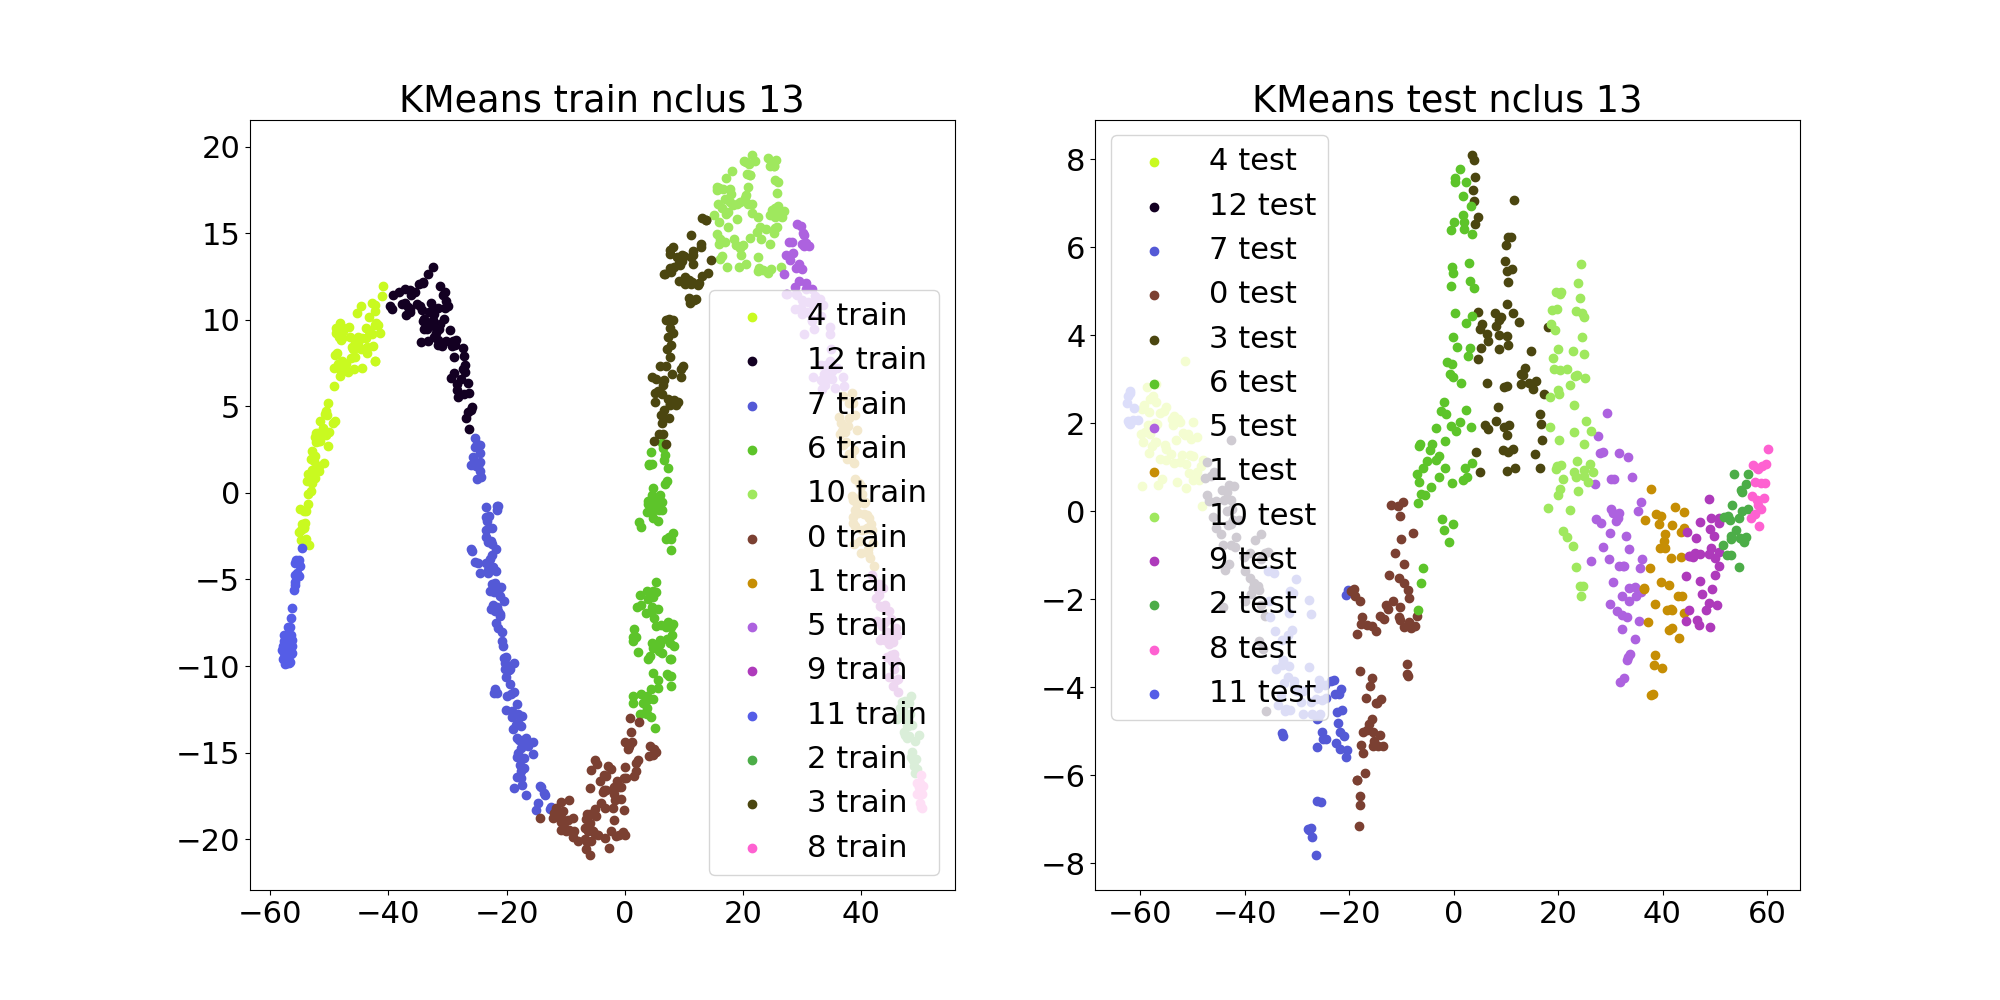 KMeans train nclus 13
20
15
10
5
0
−5
−10
−15
−20
−60
−40
−20
0
20
40
4 train
12 train
7 train
6 train
10 train
0 train
1 train
5 train
9 train
11 train
2 train
3 train
8 train
KMeans test nclus 13
8
6
4
2
0
−2
−4
−6
−8
−60
−40
−20
0
20
40
60
4 test
12 test
7 test
0 test
3 test
6 test
5 test
1 test
10 test
9 test
2 test
8 test
11 test